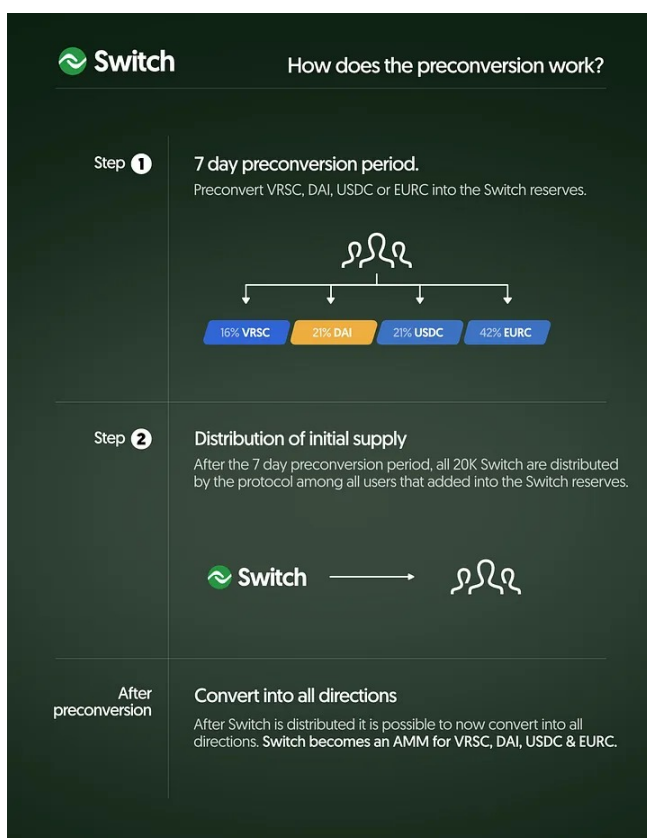 Switch
How does the preconversion work?
Step 1
7 day preconversion period.
Preconvert VRSC, DAI, USDC or EURC into the Switch reserves.
16% VRSC
21% DAI
21% USDC
42% EURC
Step 2
Distribution of initial supply
After the 7 day preconversion period, all 20K Switch are distributed
by the protocol among all users that added into the Switch reserves.
Switch
After
preconversion
Convert into all directions
After Switch is distributed it is possible to now convert into all
directions. Switch becomes an AMM for VRSC, DAI, USDC & EURC.